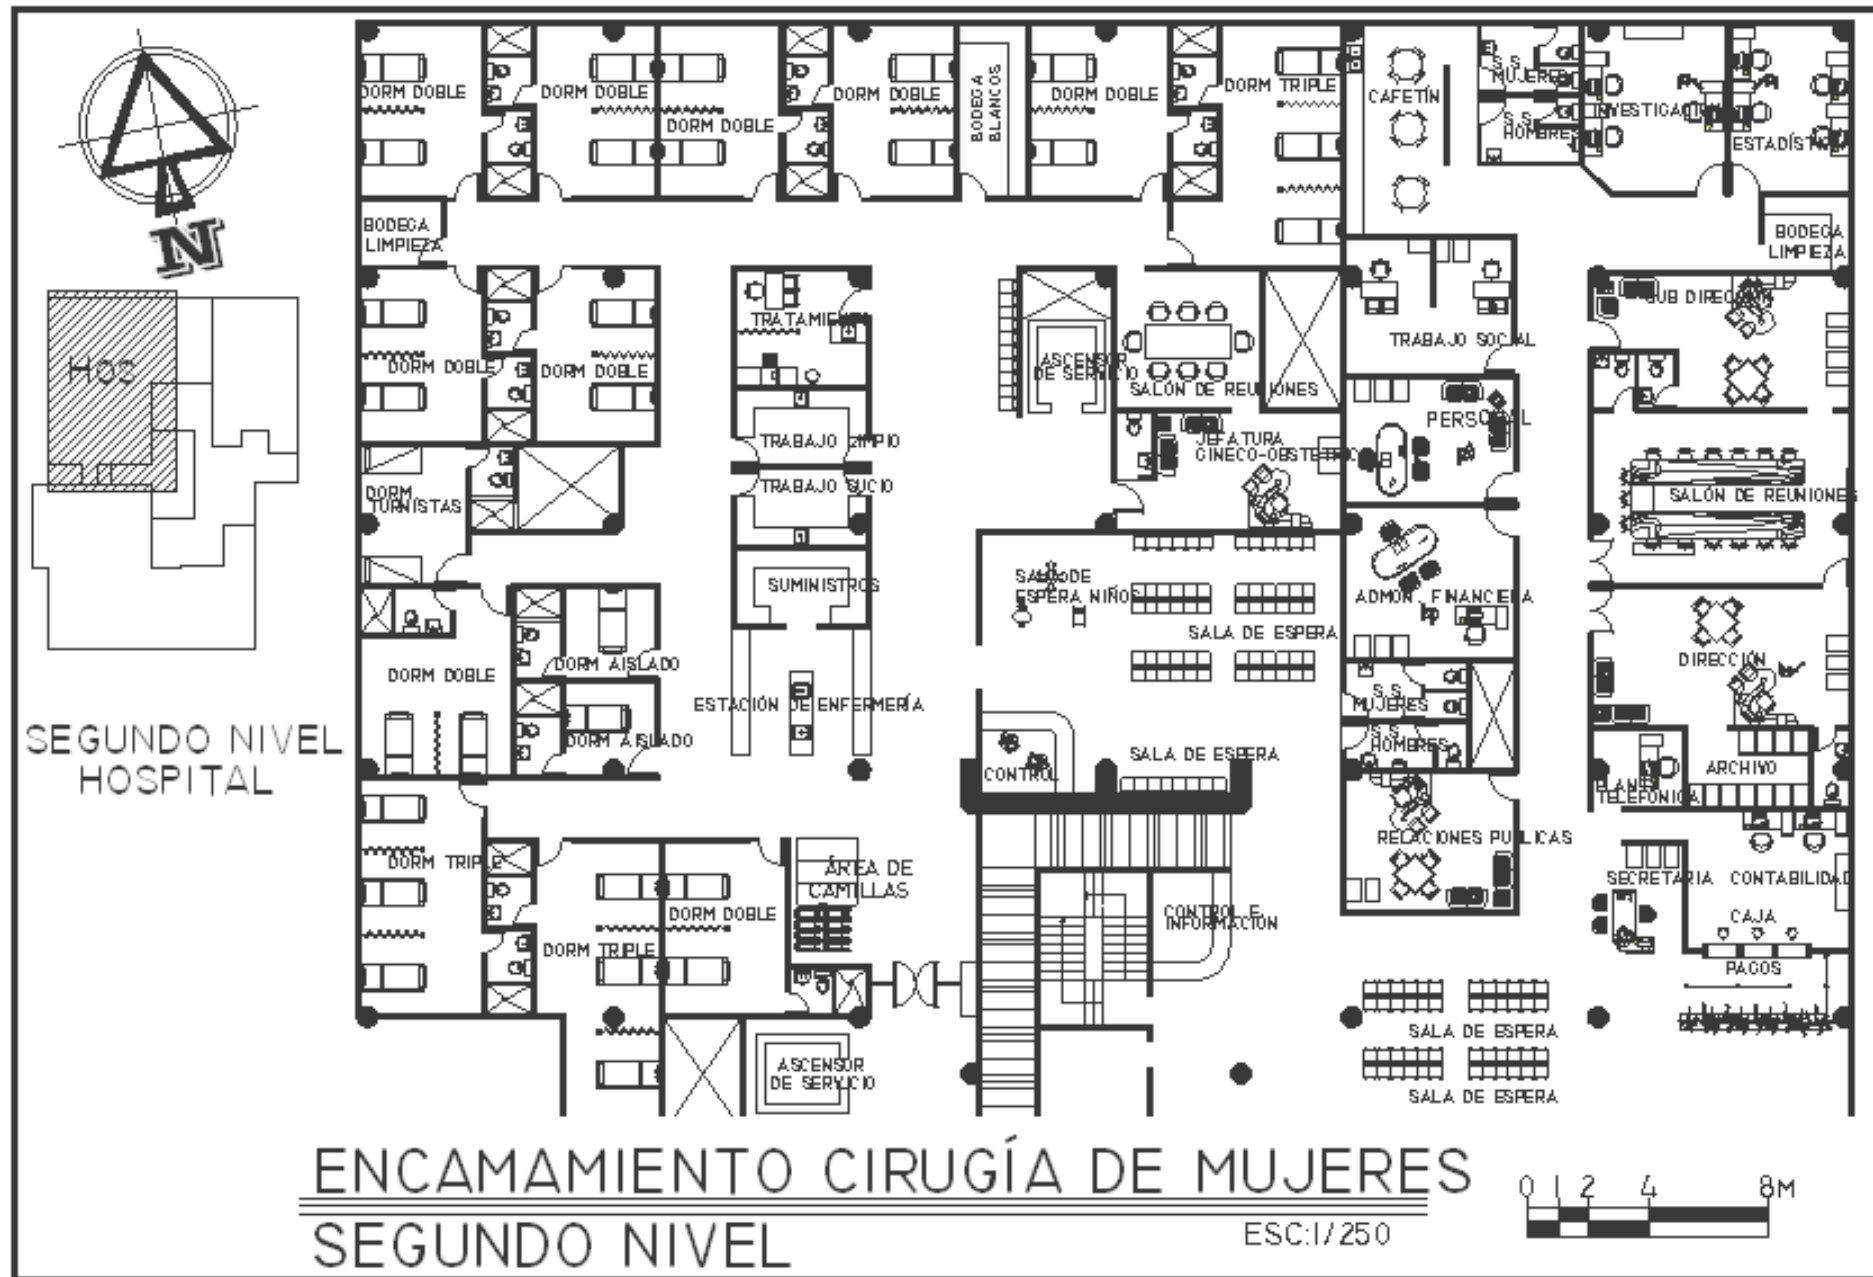 DORM DOBLE
DORM DOBLE
DORM DOBLE
DORM DOBLE
BODEGA
BLANCOS
DORM DOBLE
DORM TRIPLE
CAFETÍN
S.S.
MUJERES
S.S.
HOMBRES
INVESTIGACION
BODEGA
LIMPIEZA
BODEGA
LIMPIEZA
N
Hos
SEGUNDO NIVEL
HOSPITAL
DORM DOBLE
DORM DOBLE
ASCENSOR
DE SERVICIO
SALÓN DE REUNIONES
TRABAJO SOCIAL
SUB DIRECCIÓN
TRABAJO LIMPIO
TRABAJO SUCIO
JEFATURA
PERSONAL
SALÓN DE REUNIONES
DORM
TURNISTAS
SUMINISTROS
SALA DE
ESPERA NIÑOS
SALA DE ESPERA
ADMON. FINANCIERA
DORM DOBLE
DORM AISLADO
DORM AISLADO
ESTACIÓN DE ENFERMERÍA
DIRECCIÓN
S.S.
MUJERES
S.S.
HOMBRES
CONTROL
SALA DE ESPERA
ARCHIVO
TELEFÓNICA
DORM TRIPLE
ÁREA DE
CAMILLAS
RELACIONES PUBLICAS
SECRETARIA
CONTABILIDAD
DORM DOBLE
DORM TRIPLE
CONTROL E
INFORMACIÓN
CAJA
PAGOS
ASCENSOR
DE SERVICIO
SALA DE ESPERA
SALA DE ESPERA
ENCAMAMIENTO CIRUGÍA DE MUJERES
SEGUNDO NIVEL
ESC:1/250
0 1 2 4 8M